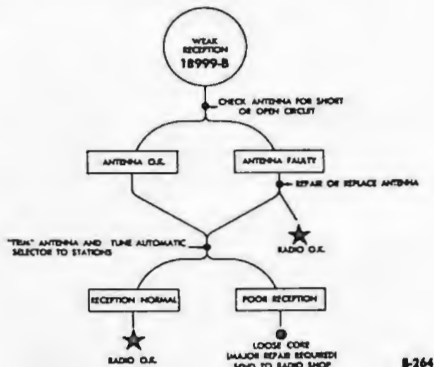 WEAK
RECEPTION
18999-B
CHECK ANTENNA FOR SHORT
OR OPEN CIRCUIT
ANTENNA O.K.
ANTENNA FAULTY
REPAIR OR REPLACE ANTENNA
RADIO O.K.
"TRIM" ANTENNA AND TUNE AUTOMATIC
SELECTOR TO STATIONS
RECEPTION NORMAL
POOR RECEPTION
RADIO O.K.
LOOSE CORE
(MAJOR REPAIR REQUIRED)
SEND TO RADIO SHOP
8-264